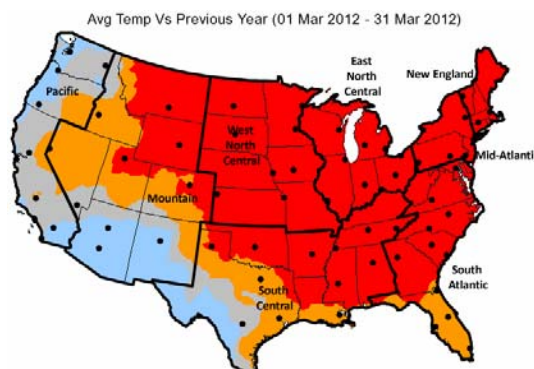 Avg Temp Vs Previous Year (01 Mar 2012 - 31 Mar 2012)
East
North
Central
New England
Pacific
West
North
Central
Mid-Atlantic
Mountain
South
Atlantic
South
Central